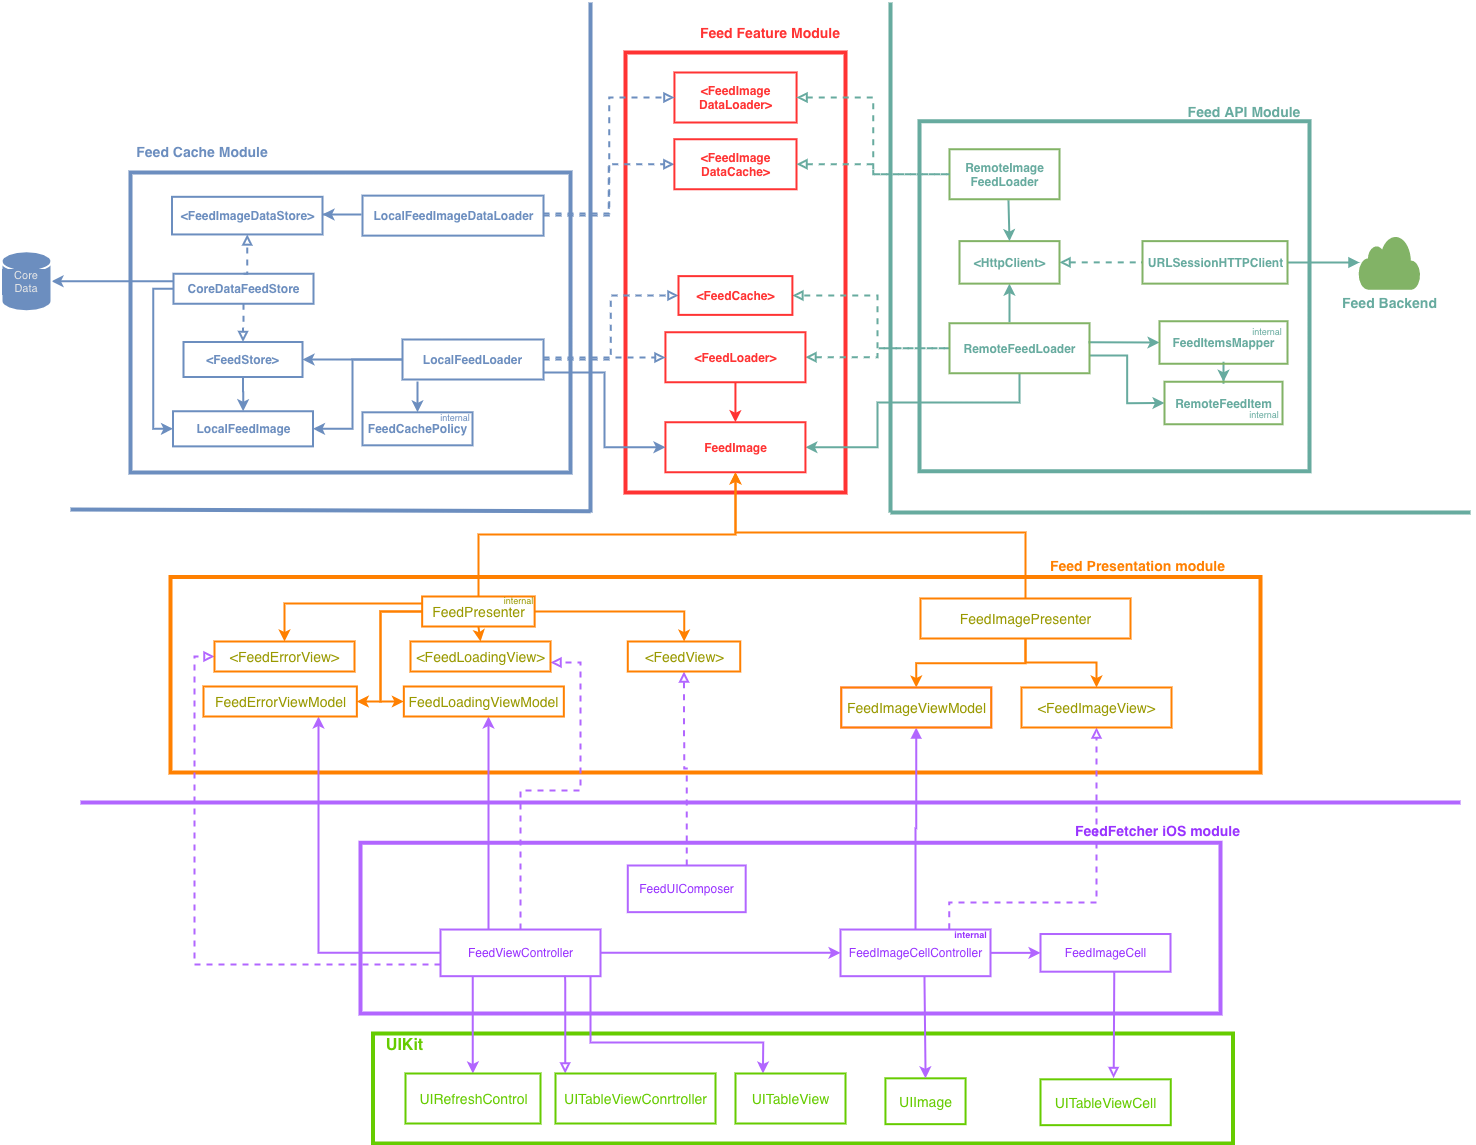 Feed Feature Module
<FeedImage
DataLoader>
<FeedImage
DataCache>
<FeedCache>
<FeedLoader>
FeedImage
Feed Cache Module
<FeedImageDataStore>
LocalFeedImageDataLoader
Core
Data
CoreDataFeedStore
<FeedStore>
LocalFeedLoader
LocalFeedImage
internal
FeedCachePolicy
Feed API Module
RemoteImage
FeedLoader
<HttpClient>
URLSessionHTTPClient
Feed Backend
RemoteFeedLoader
internal
FeedItemsMapper
RemoteFeedItem
internal
Feed Presentation module
internal
FeedPresenter
FeedImagePresenter
<FeedErrorView>
<FeedLoadingView>
<FeedView>
FeedErrorViewModel
FeedLoadingViewModel
FeedImageViewModel
<FeedImageView>
FeedFetcher iOS module
FeedUIComposer
FeedViewController
internal
FeedImageCellController
FeedImageCell
UIKit
UIRefreshControl
UITableViewConrtroller
UITableView
UIImage
UITableViewCell